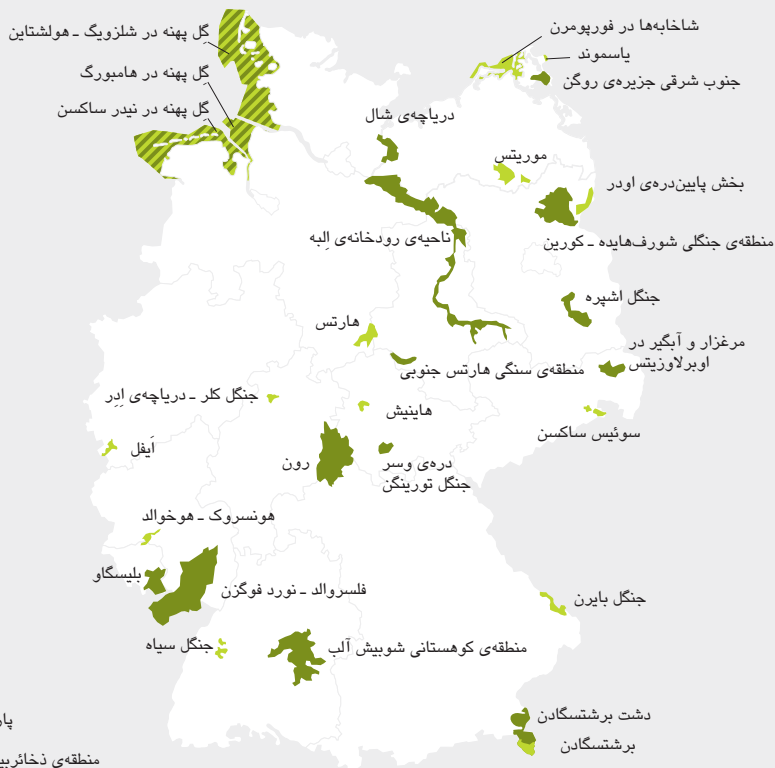 شاخابه‌ها در فورپومرن
یاسموند
جنوب شرقی جزیره‌ی روگن
گل پهنه در شلزویگ ـ هولشتاین
گل پهنه در هامبورگ
گل پهنه در نیدر ساکسن
دریاچه‌ی شال
موریتس
بخش پایین‌دره‌ی اودر
ناحیه‌ی رودخانه‌ی اِلبه
منطقه‌ی جنگلی شورف‌هایده ـ کورین
جنگل اشپره
هارتس
مرغزار و آبگیر در
اوبرلاوزیتس
منطقه‌ی سنگی هارتس جنوبی
جنگل کلر ـ دریاچه‌ی اِدِر
هاینیش
سوئیس ساکسن
آیفل
رون
دره‌ی وسر
جنگل تورینگن
هونسروک ـ هوخوالد
بلیسگاو
فلسروالد ـ نورد فوگزن
جنگل بایرن
جنگل سیاه
منطقه‌ی کوهستانی شوبیش آلب
دشت برشتسگادن
برشتسگادن
منطقه‌ی